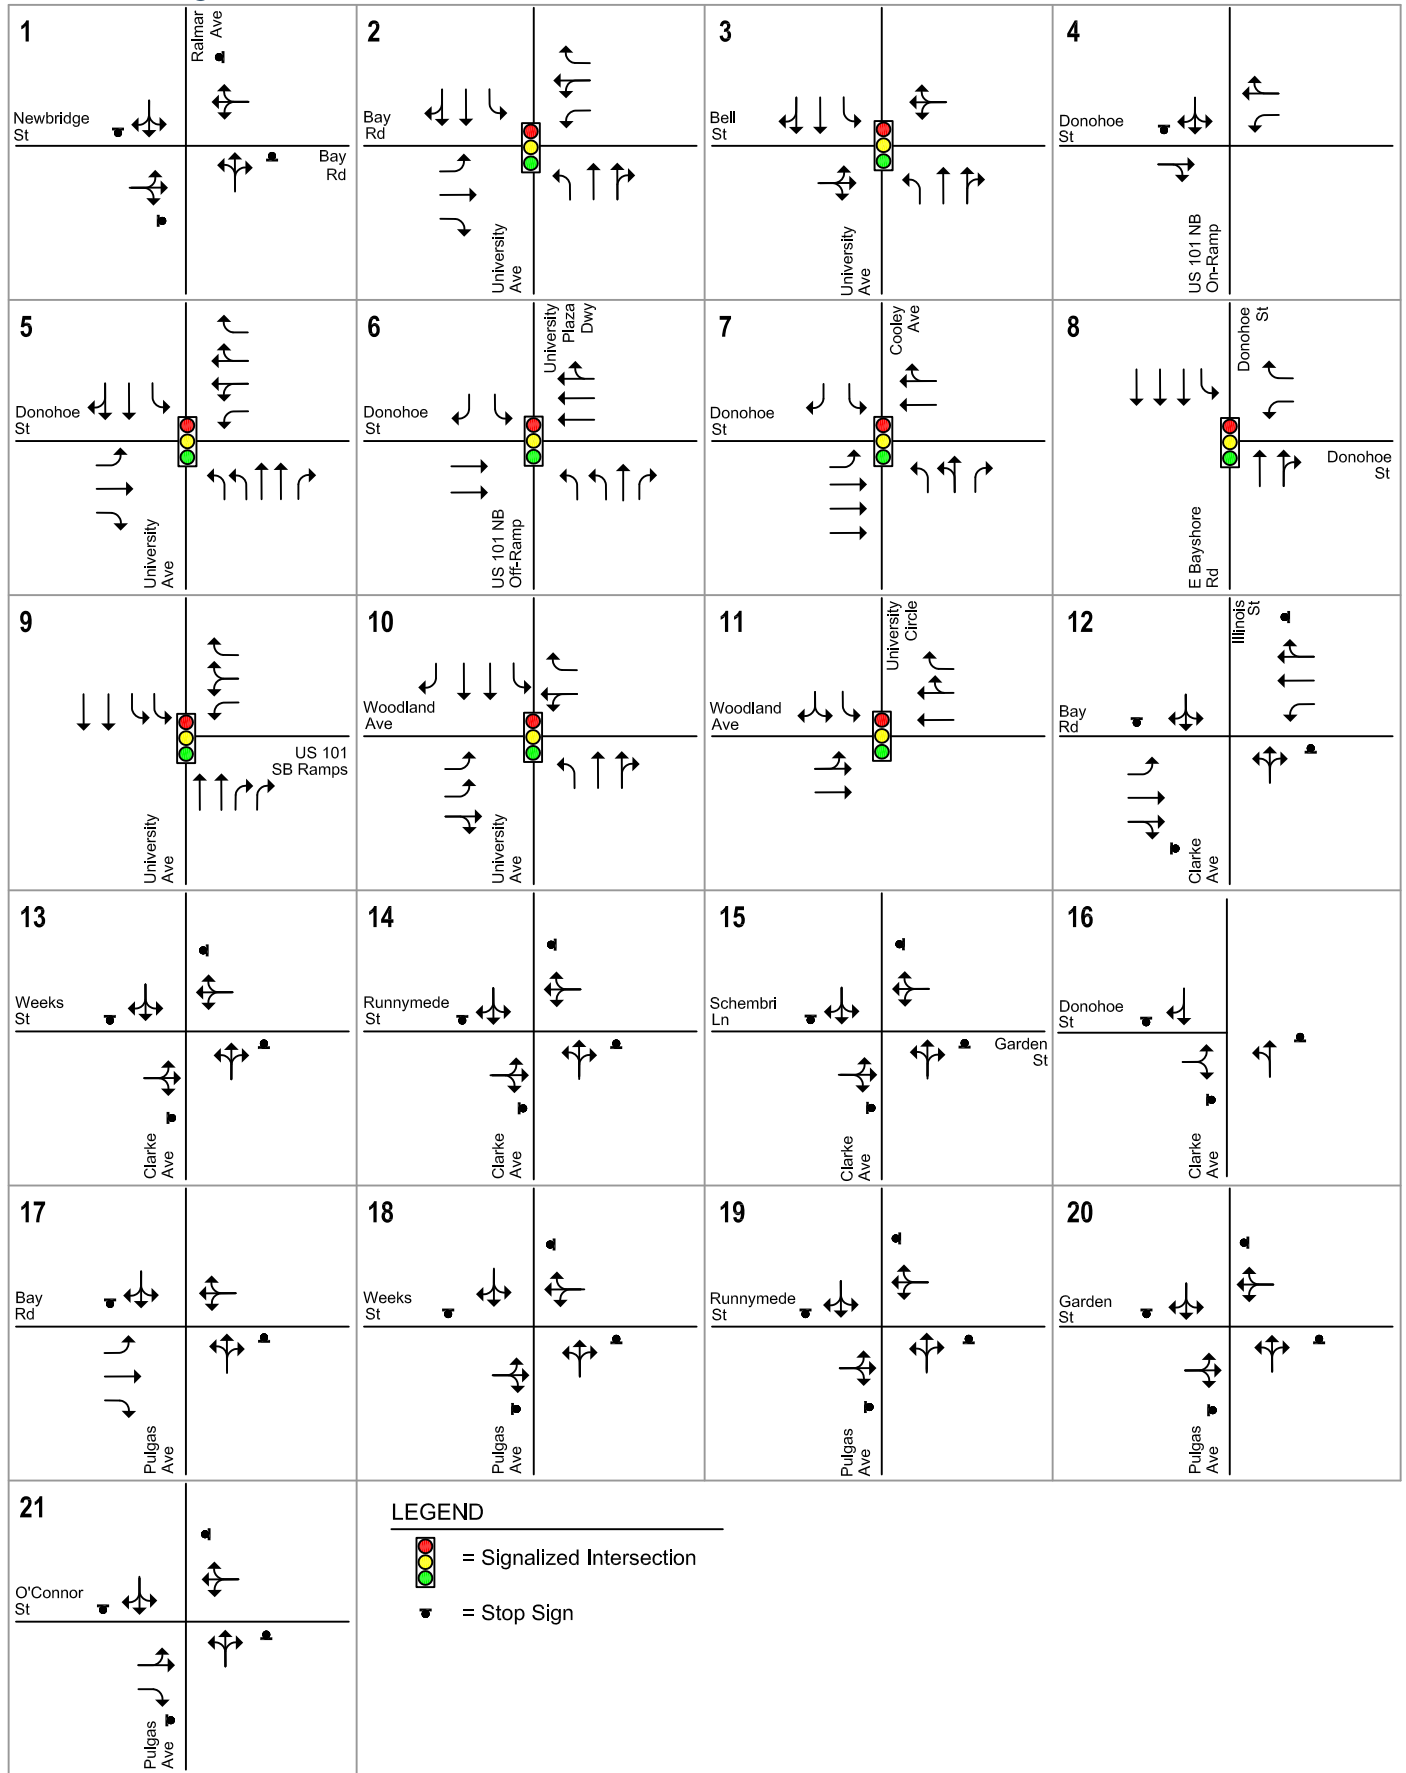 1
Ralmar
Ave
Newbridge
St
Bay
Rd
2
Bay
Rd
University
Ave
3
Bell
St
University
Ave
4
Donohoe
St
US 101 NB
On-Ramp
5
Donohoe
St
University
Ave
6
University
Plaza
Dwy
Donohoe
St
US 101 NB
Off-Ramp
7
Cooley
Ave
Donohoe
St
8
Donohoe
St
Donohoe
St
E Bayshore
Rd
9
US 101
SB Ramps
University
Ave
10
Woodland
Ave
University
Ave
11
University
Circle
Woodland
Ave
12
Illinois
St
Bay
Rd
Clarke
Ave
13
Weeks
St
Clarke
Ave
14
Runnymede
St
Clarke
Ave
15
Schembri
Ln
Garden
St
Clarke
Ave
16
Donohoe
St
Clarke
Ave
17
Bay
Rd
Pulgas
Ave
18
Weeks
St
Pulgas
Ave
19
Runnymede
St
Pulgas
Ave
20
Garden
St
Pulgas
Ave
21
O'Connor
St
Pulgas
Ave
LEGEND
= Signalized Intersection
= Stop Sign